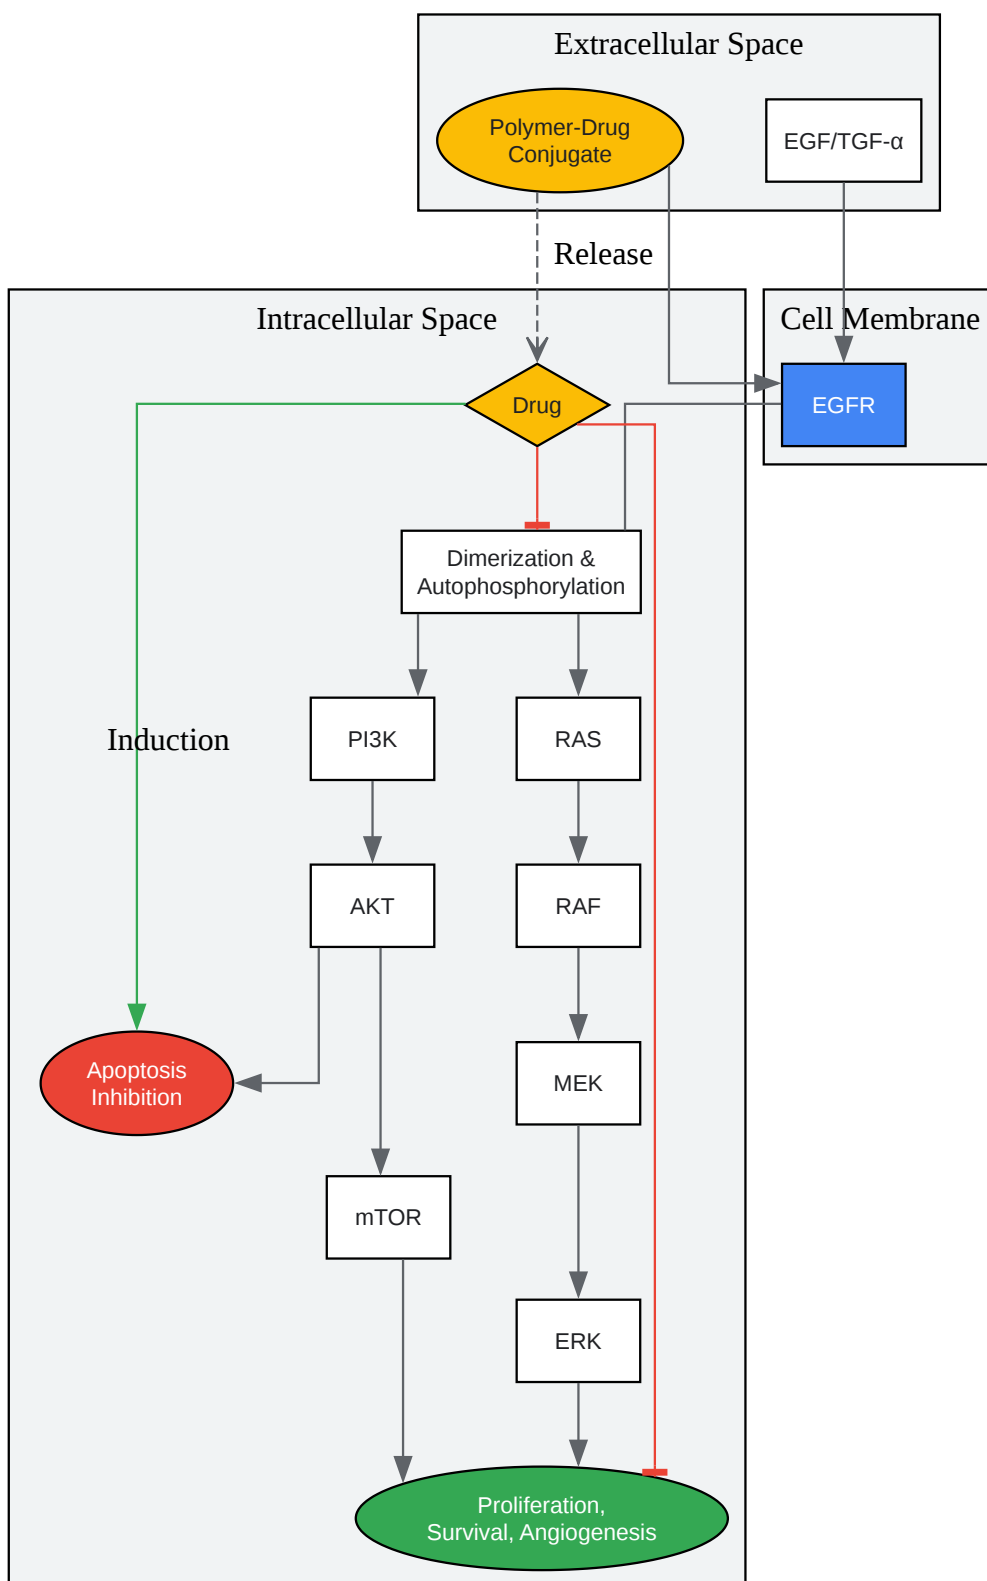 Extracellular Space
Polymer-Drug
Conjugate
EGF/TGF-α
Release
Intracellular Space
Cell Membrane
Drug
EGFR
Dimerization &
Autophosphorylation
Induction
PI3K
RAS
AKT
RAF
Apoptosis
Inhibition
MEK
mTOR
ERK
Proliferation,
Survival, Angiogenesis